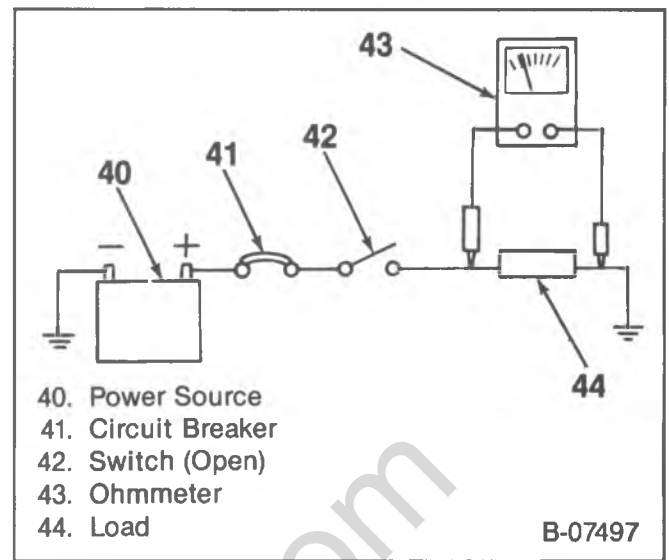 43
42
41
40
− +
44
40. Power Source
41. Circuit Breaker
42. Switch (Open)
43. Ohmmeter
44. Load
B-07497
com